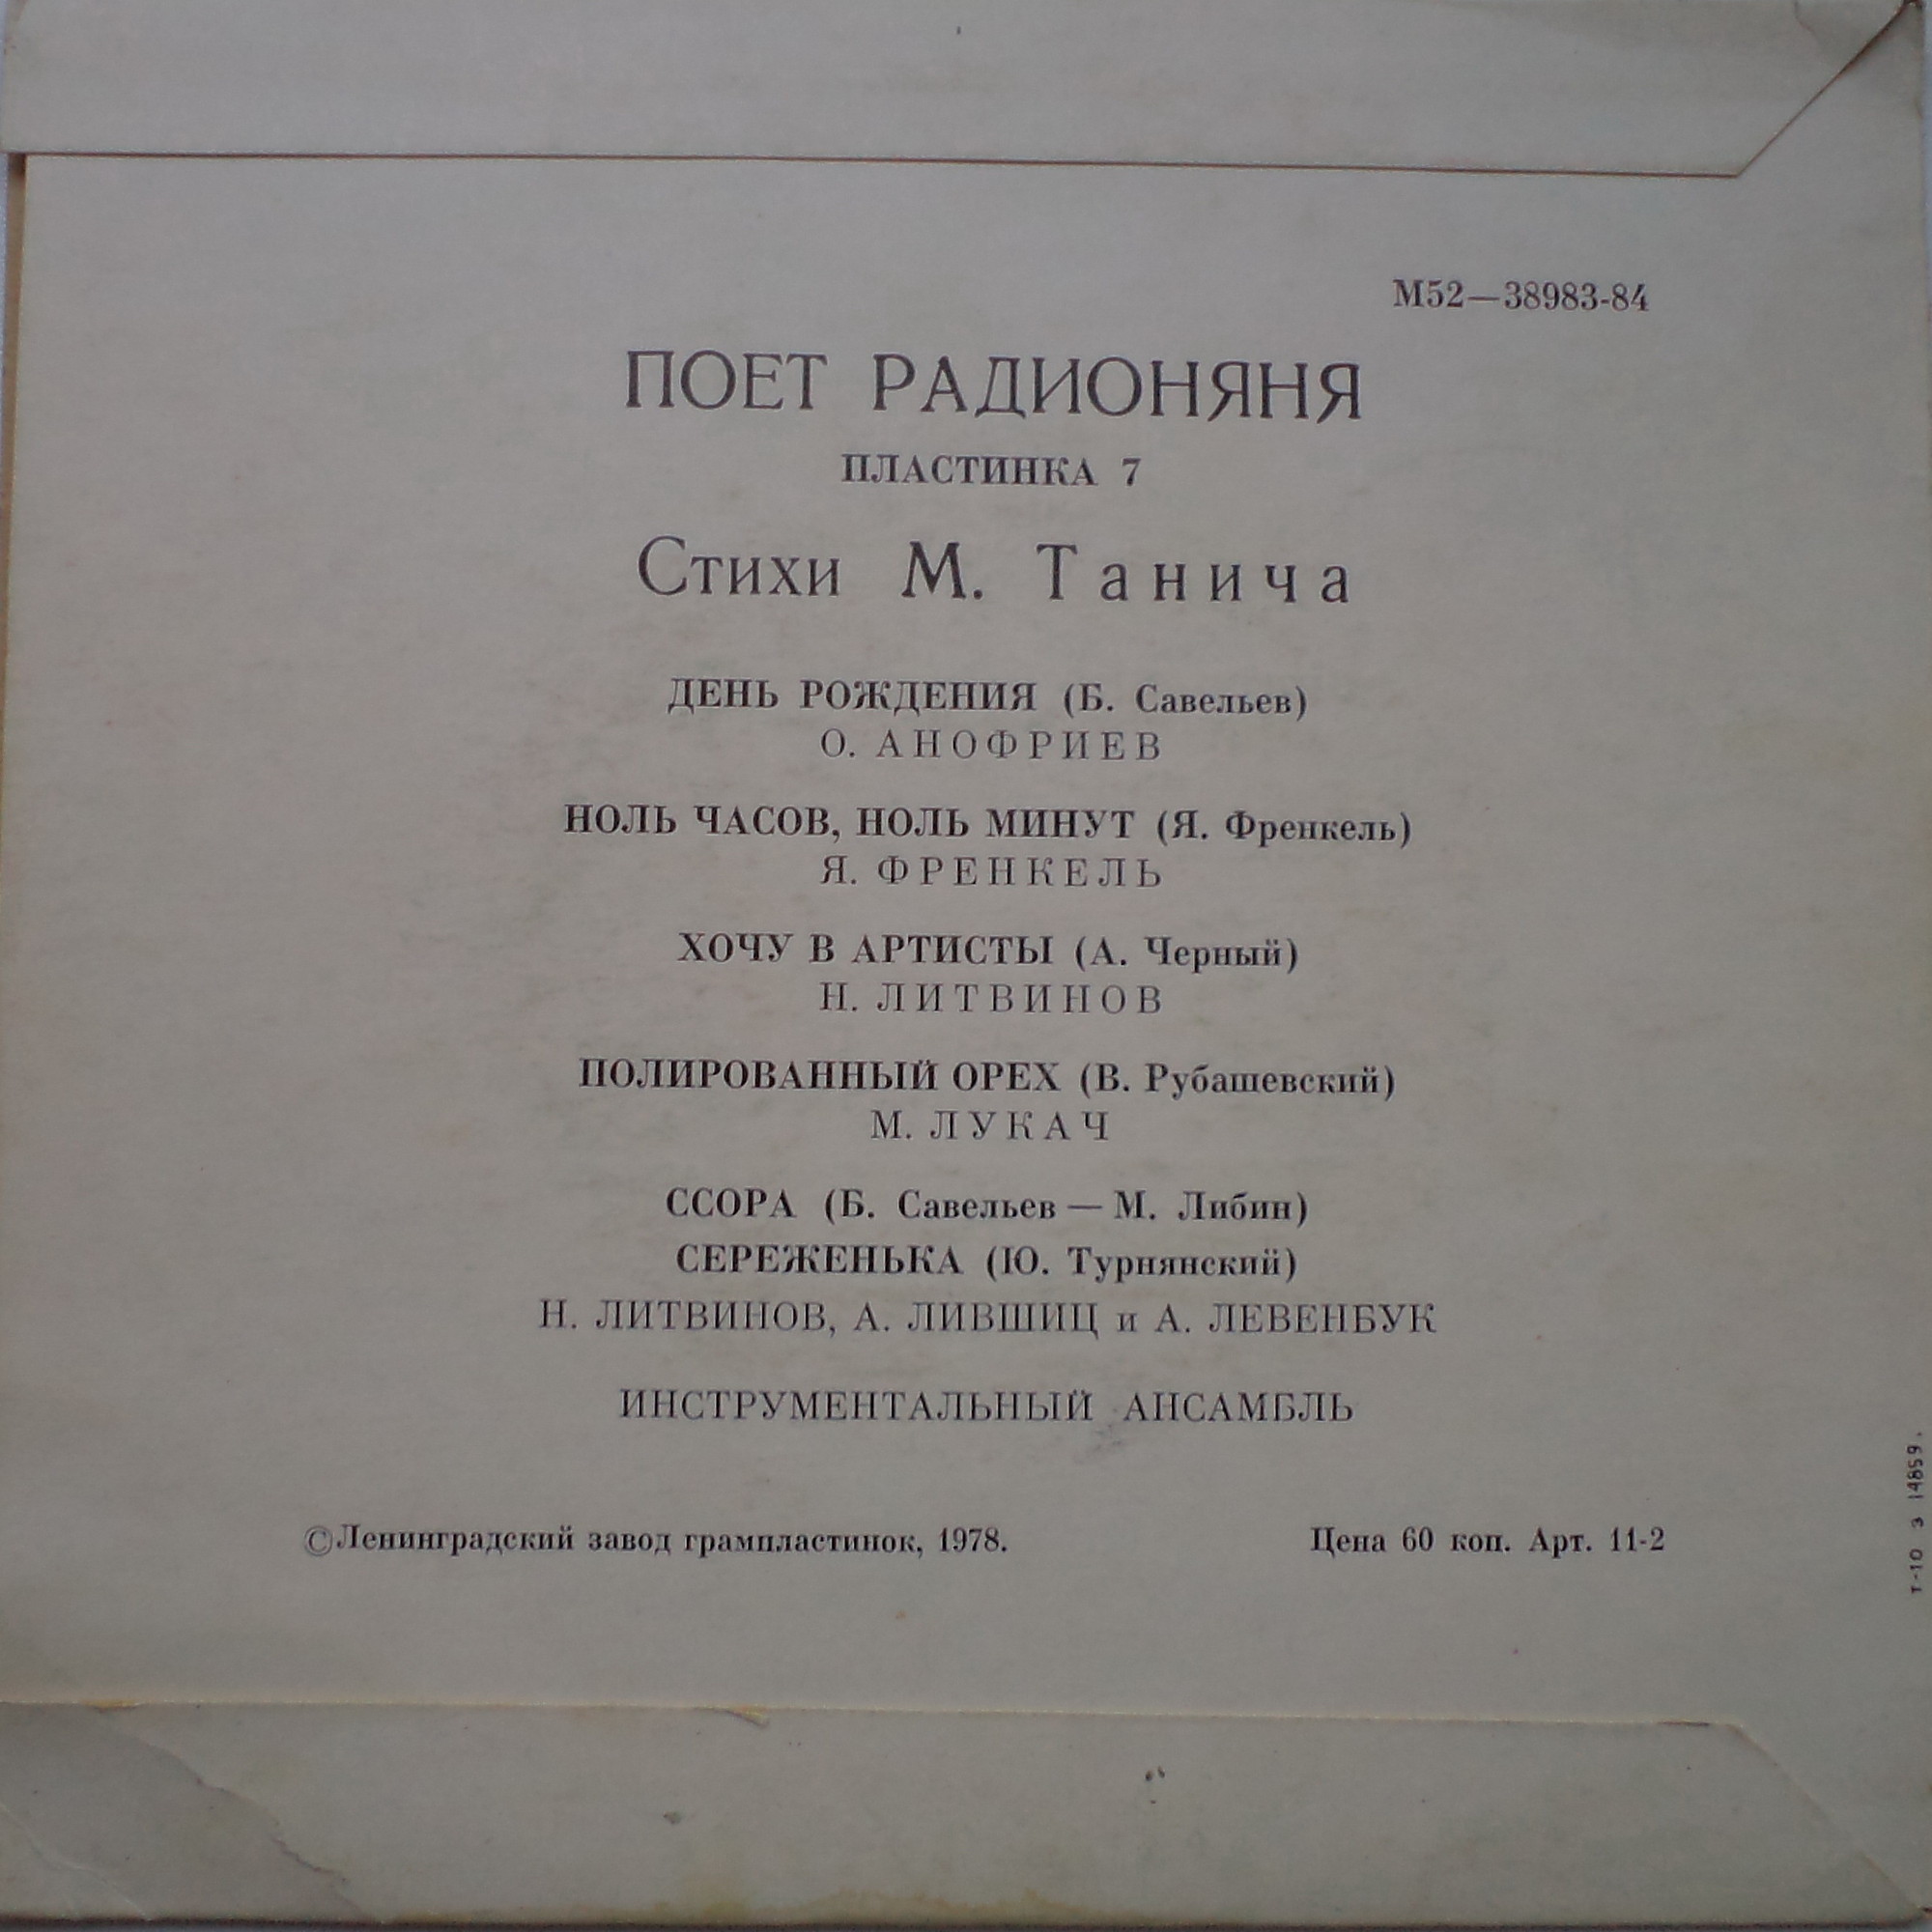 М52—38983-84
ПОЕТ РАДИОНЯНЯ
ПЛАСТИНКА 7
Стихи М. Танича
ДЕНЬ РОЖДЕНИЯ (Б. Савельев)
О. АНОФРИЕВ
НОЛЬ ЧАСОВ, НОЛЬ МИНУТ (Я. Френкель)
Я. ФРЕНКЕЛЬ
ХОЧУ В АРТИСТЫ (А. Черный)
Н. ЛИТВИНОВ
ПОЛИРОВАННЫЙ ОРЕХ (В. Рубашевский)
М. ЛУКАЧ
ССОРА (Б. Савельев — М. Либин)
СЕРЕЖЕНЬКА (Ю. Турнянский)
Н. ЛИТВИНОВ, А. ЛИВШИЦ и А. ЛЕВЕНБУК
ИНСТРУМЕНТАЛЬНЫЙ АНСАМБЛЬ
©Ленинградский завод грампластинок, 1978.
Цена 60 коп. Арт. 11-2
т-10 З 14859.